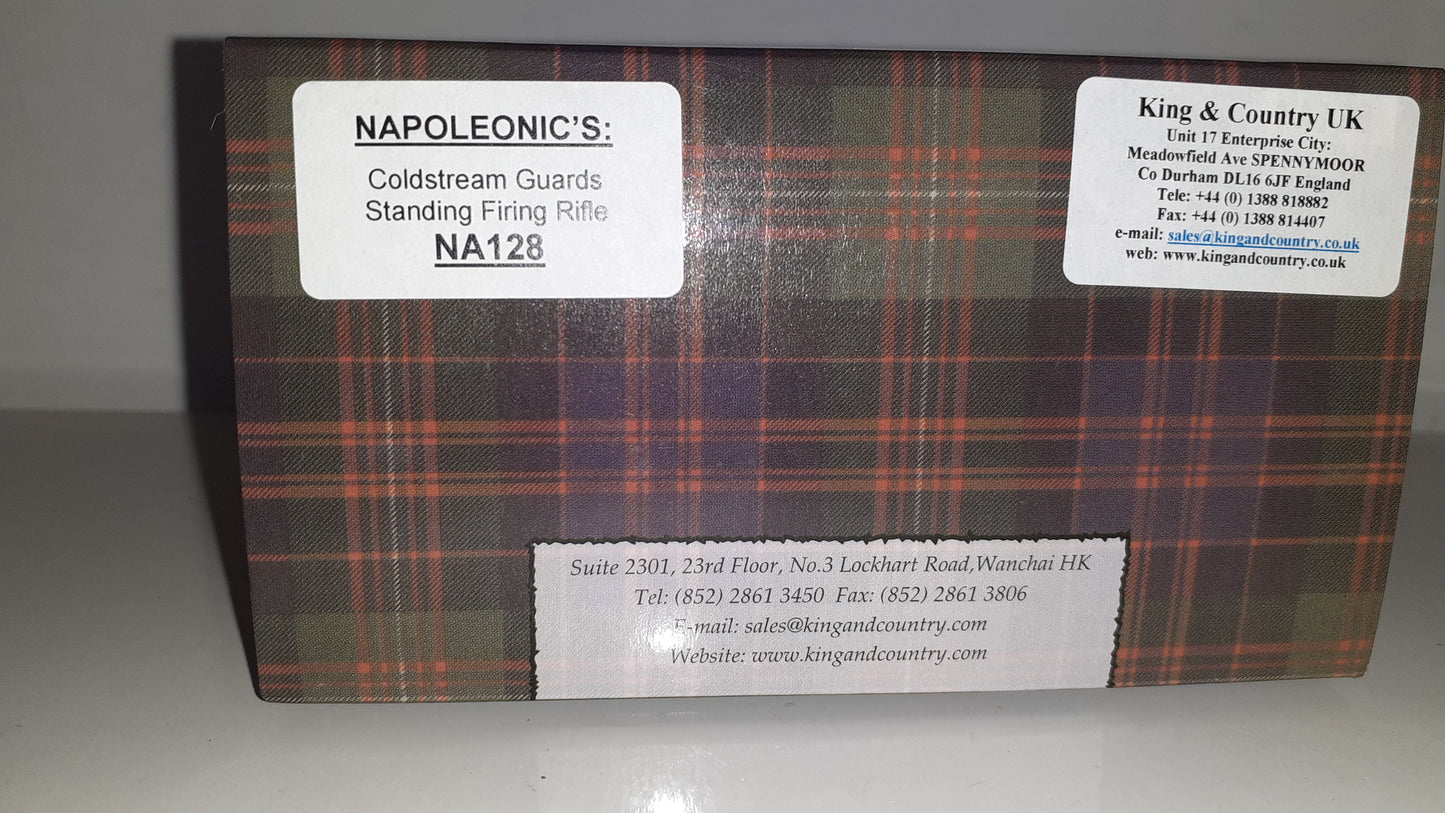 NAPOLEONIC'S:
Coldstream Guards
Standing Firing Rifle
NA128
King & Country UK
Unit 17 Enterprise City:
Meadowfield Ave SPENNYMOOR
Co Durham DL16 6JF England
Tele: +44 (0) 1388 818882
Fax: +44 (0) 1388 814407
e-mail: sales@kingandcountry.co.uk
web: www.kingandcountry.co.uk
Suite 2301, 23rd Floor, No.3 Lockhart Road,Wanchai HK
Tel: (852) 2861 3450 Fax: (852) 2861 3806
E-mail: sales@kingandcountry.com
Website: www.kingandcountry.com